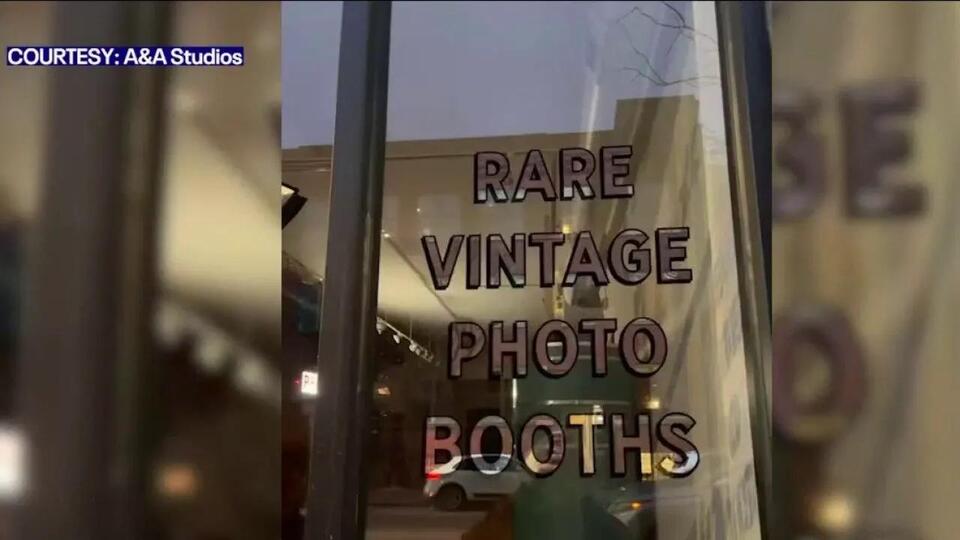 COURTESY: A&A Studios
RARE
VINTAGE
PHOTO
BOOTHS